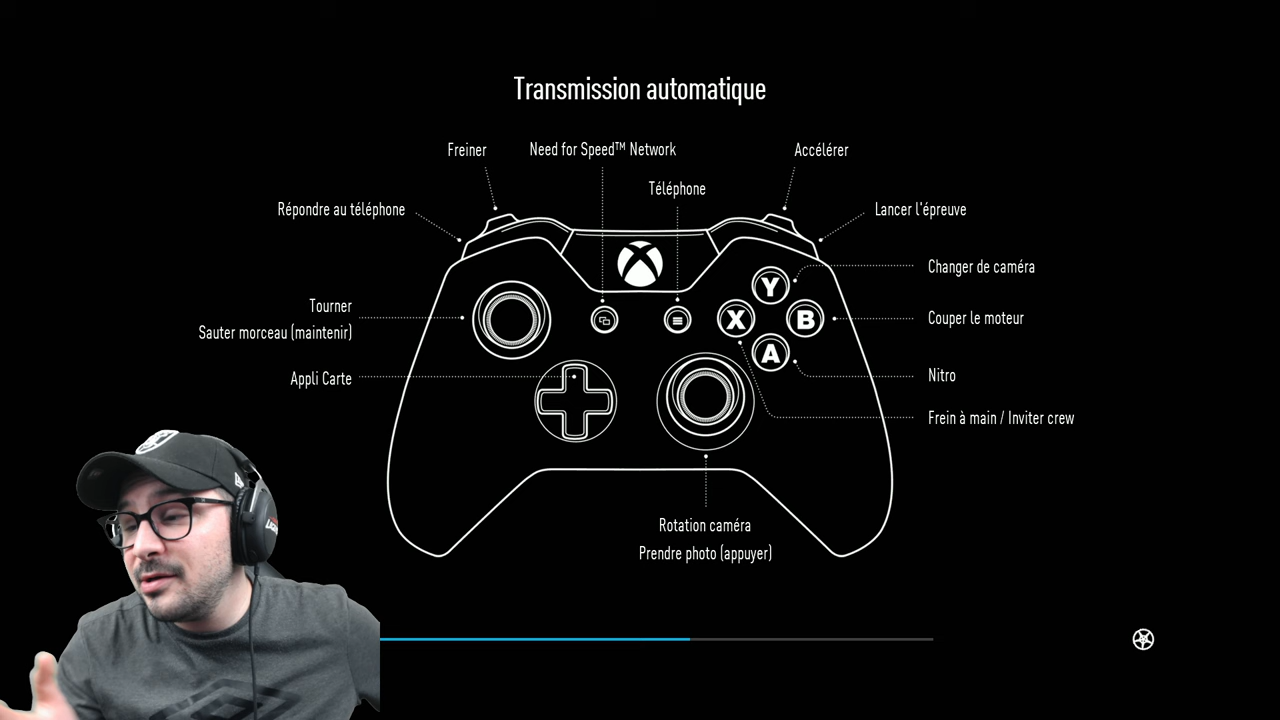 Transmission automatique
Freiner
Need for Speed™ Network
Accélérer
Téléphone
Répondre au téléphone
Lancer l'épreuve
Changer de caméra
Y
Tourner
Sauter morceau (maintenir)
X
B
Couper le moteur
A
Appli Carte
Nitro
Frein à main / Inviter crew
Rotation caméra
Prendre photo (appuyer)